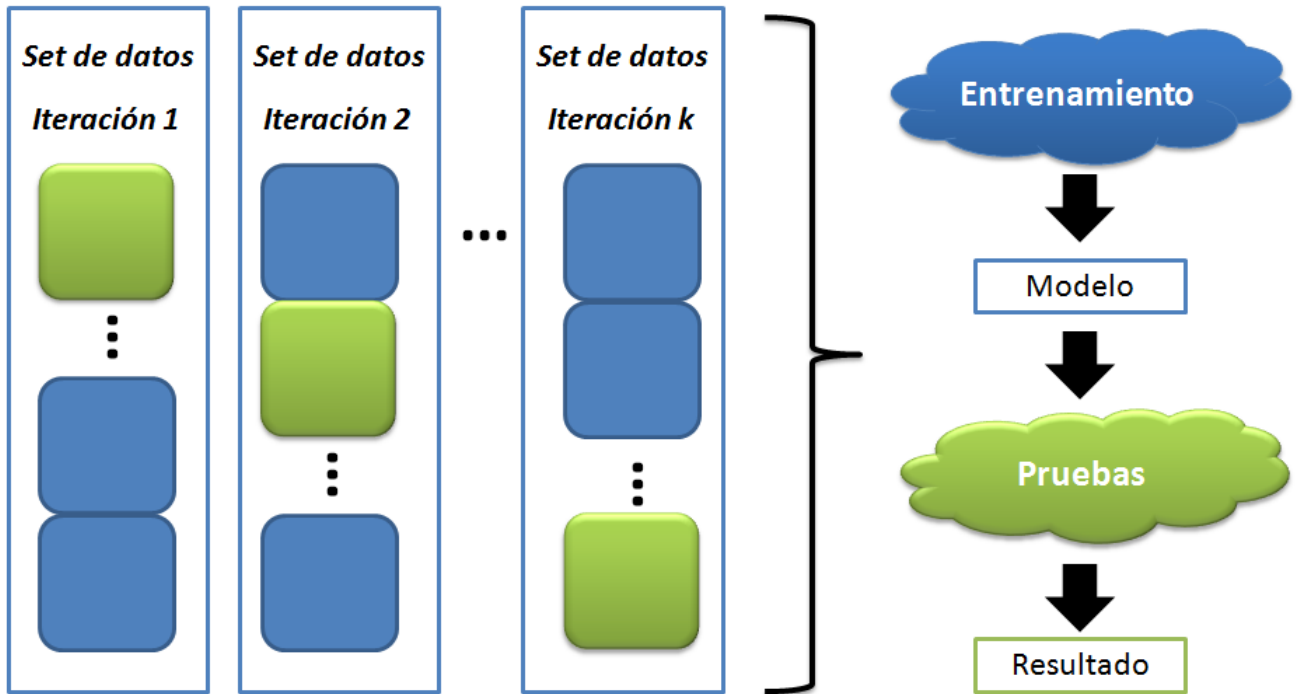 Set de datos
Iteración 1
Set de datos
Iteración 2
...
Set de datos
Iteración k
Entrenamiento
Modelo
Pruebas
Resultado